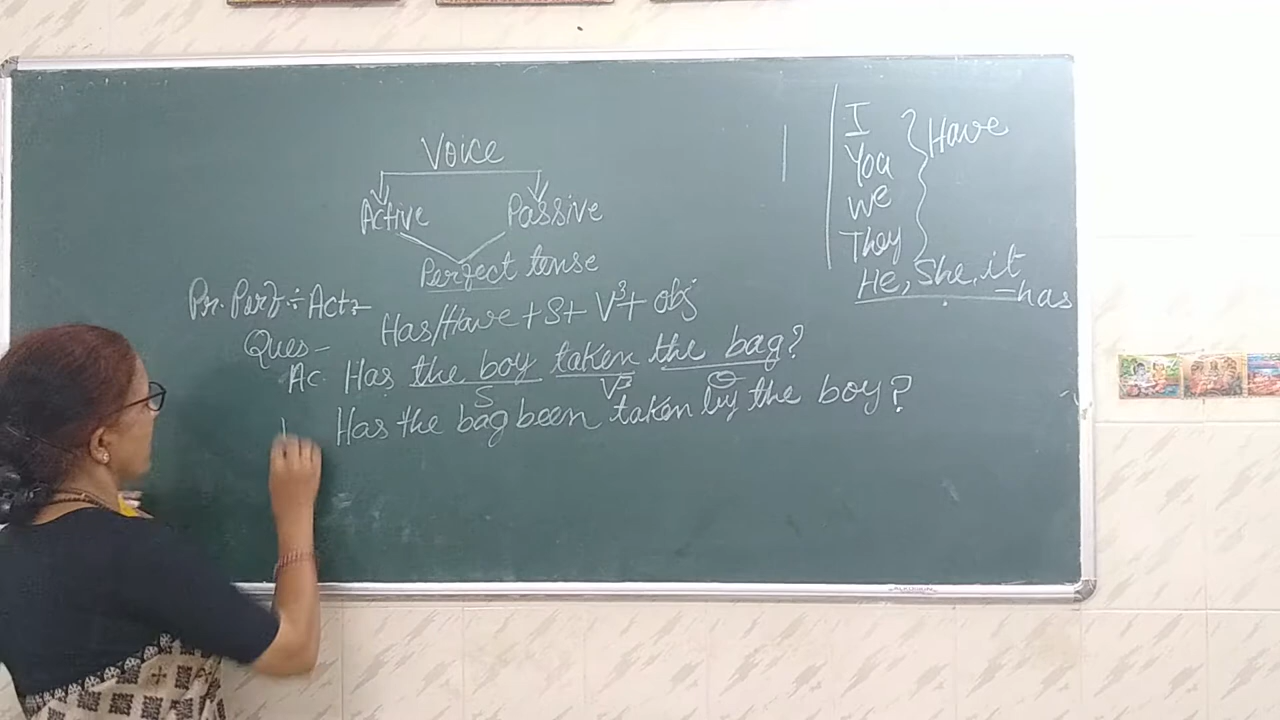 Voice
Active Passive
Perfect tense
Pr. Perf ÷ Act :-
Has/Have + S + V³ + obj
Ques -
Ac. Has the boy taken the bag?
S V³ O
Has the bag been taken by the boy?
I
You
We
They
Have
He, She, it
- has